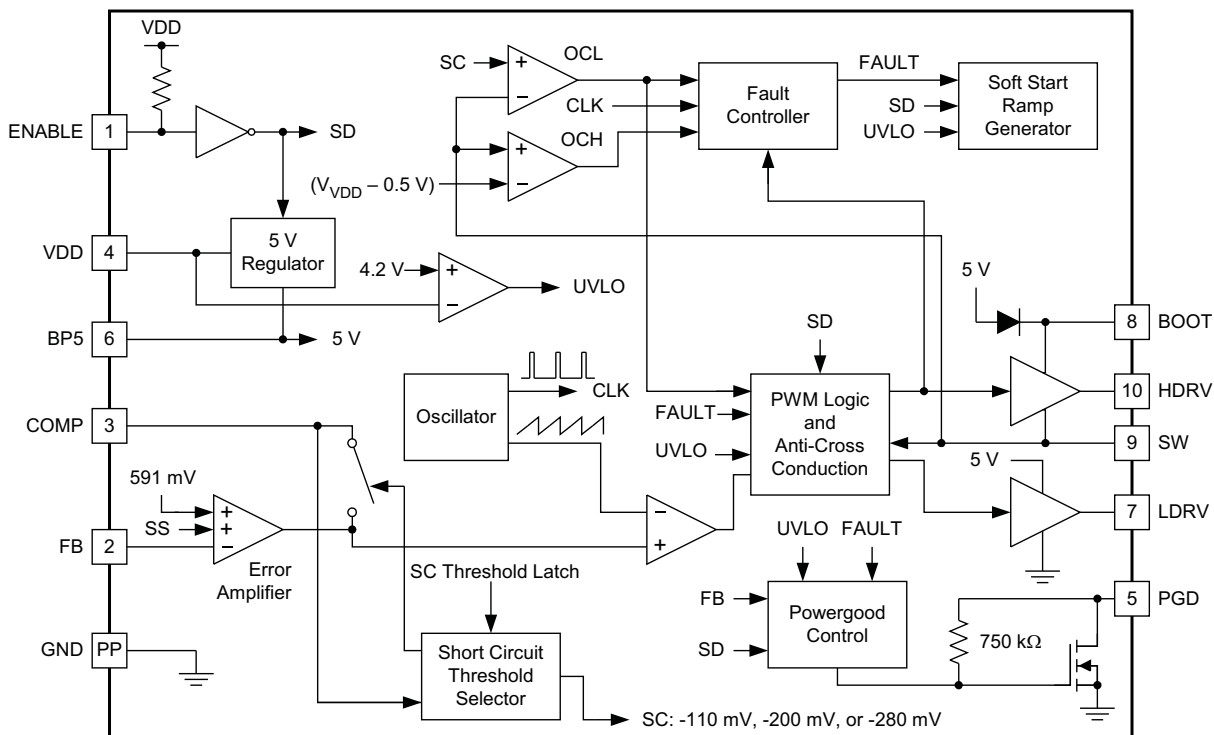 VDD
ENABLE
1
SD
VDD
4
5 V
Regulator
BP5
6
5 V
4.2 V
+
−
UVLO
SC
+
−
OCL
CLK
OCH
+
−
(VVDD – 0.5 V)
Fault
Controller
FAULT
SD
UVLO
Soft Start
Ramp
Generator
5 V
8
BOOT
10
HDRV
9
SW
5 V
7
LDRV
SD
FAULT
UVLO
PWM Logic
and
Anti-Cross
Conduction
Oscillator
CLK
COMP
3
591 mV
SS
+
+
−
FB
2
Error
Amplifier
−
+
SC Threshold Latch
Short Circuit
Threshold
Selector
SC: -110 mV, -200 mV, or -280 mV
GND
PP
UVLO
FAULT
FB
SD
Powergood
Control
750 kΩ
5
PGD